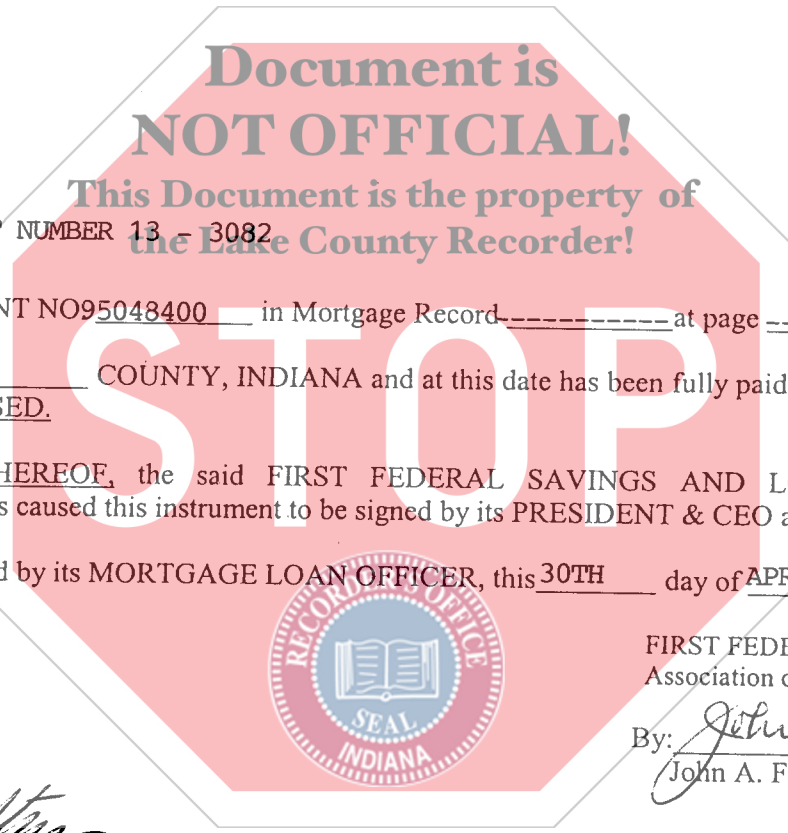 Document is
NOT OFFICIAL!
This Document is the property of
the Lake County Recorder!
NUMBER 13 - 3082
NT NO95048400 in Mortgage Record----------- at page --
COUNTY, INDIANA and at this date has been fully paid
SED.
HEREOF, the said FIRST FEDERAL SAVINGS AND L
s caused this instrument to be signed by its PRESIDENT & CEO a
d by its MORTGAGE LOAN OFFICER, this 30TH day of APR
STOP
RECORDER'S OFFICE
SEAL
INDIANA
FIRST FEDE
Association
By: John
John A. F